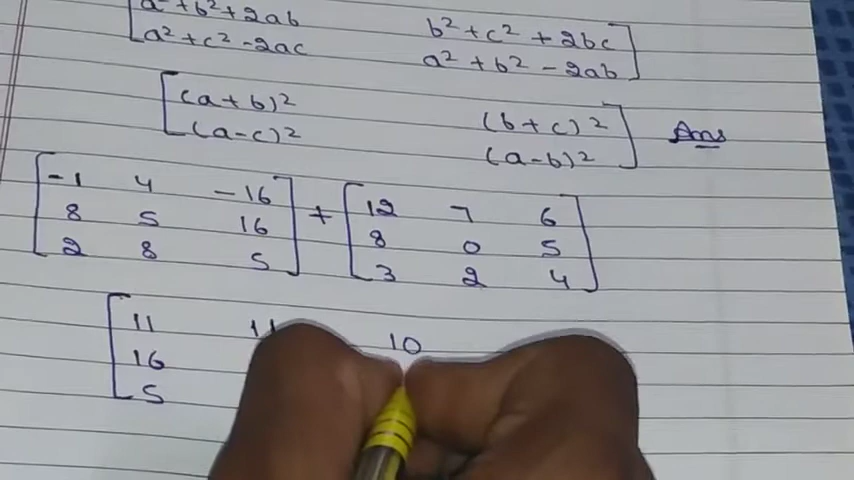 a² + b² + 2ab b² + c² + 2bc
a² + c² - 2ac a² + b² - 2ab
(a + b)² (b + c)² Ans
(a - c)² (a - b)²
-1 4 -16 + 12 7 6
8 5 16 8 0 5
2 8 5 3 2 4
11 11 10
16
5